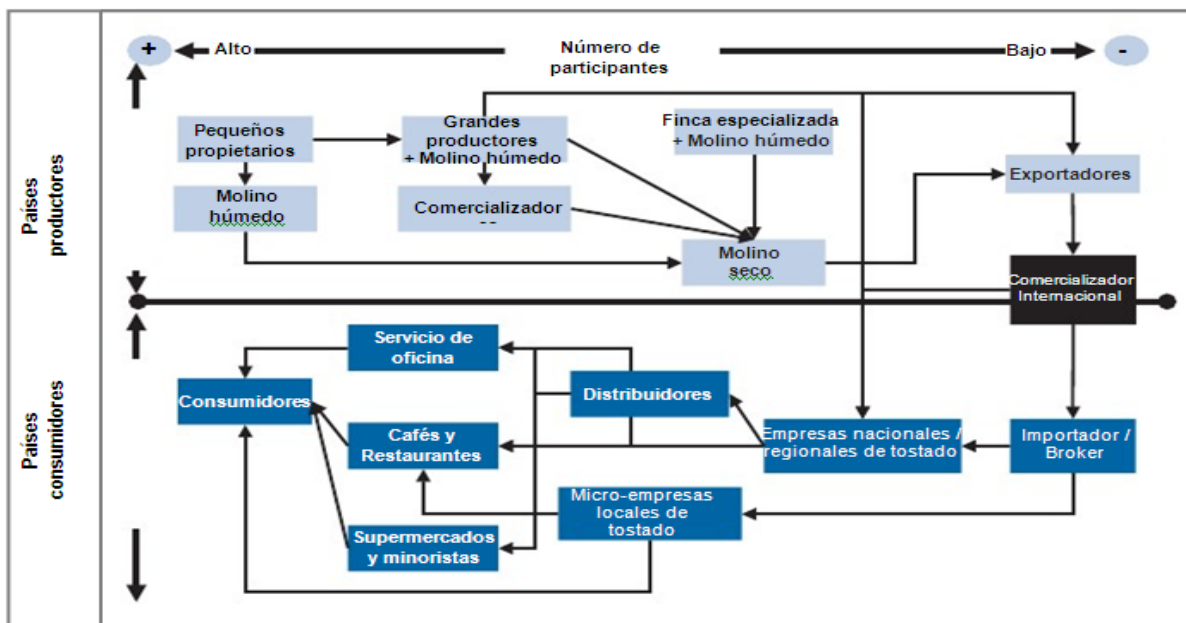 +
Alto
Número de
participantes
Bajo
-
Países
productores
Pequeños
propietarios
Grandes
productores
+ Molino húmedo
Finca especializada
+ Molino húmedo
Exportadores
Molino
húmedo
Comercializador
--
Molino
seco
Comercializador
Internacional
Países
consumidores
Servicio de
oficina
Consumidores
Distribuidores
Cafés y
Restaurantes
Empresas nacionales /
regionales de tostado
Importador /
Broker
Micro-empresas
locales de
tostado
Supermercados
y minoristas